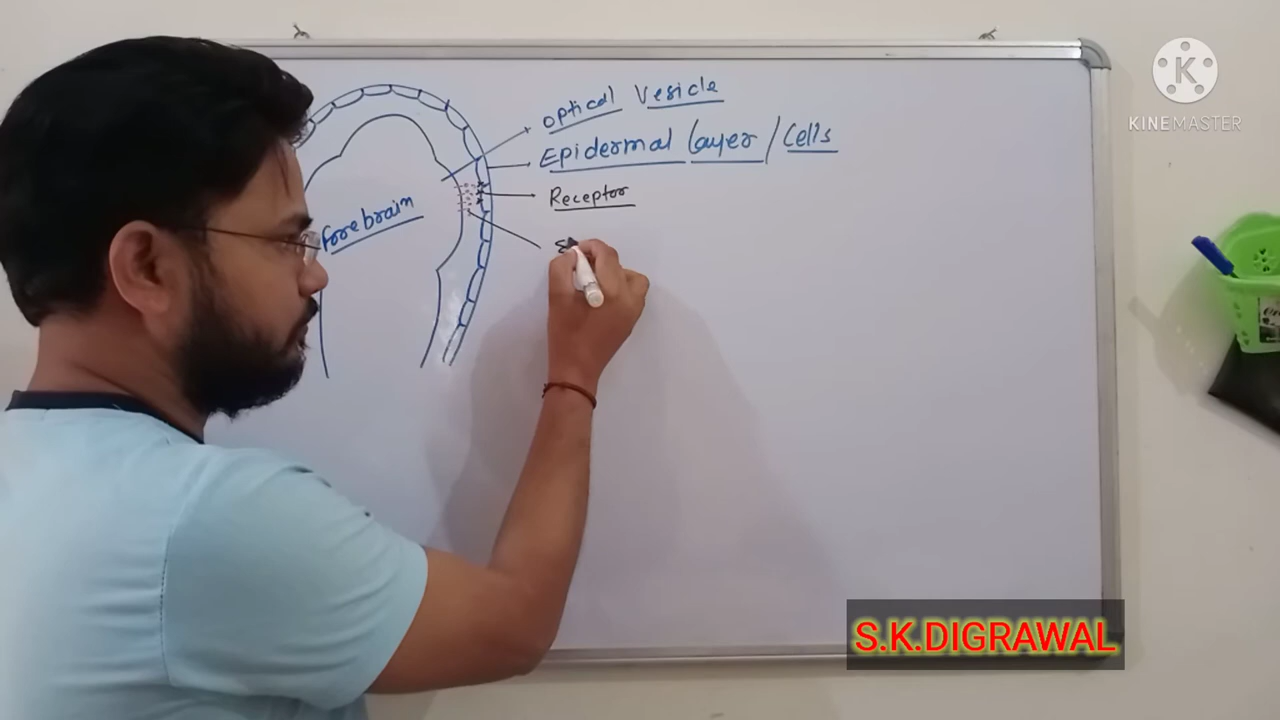 optical Vesicle
Epidermal layer / Cells
Receptor
Forebrain
KINEMASTER
S.K.DIGRAWAL